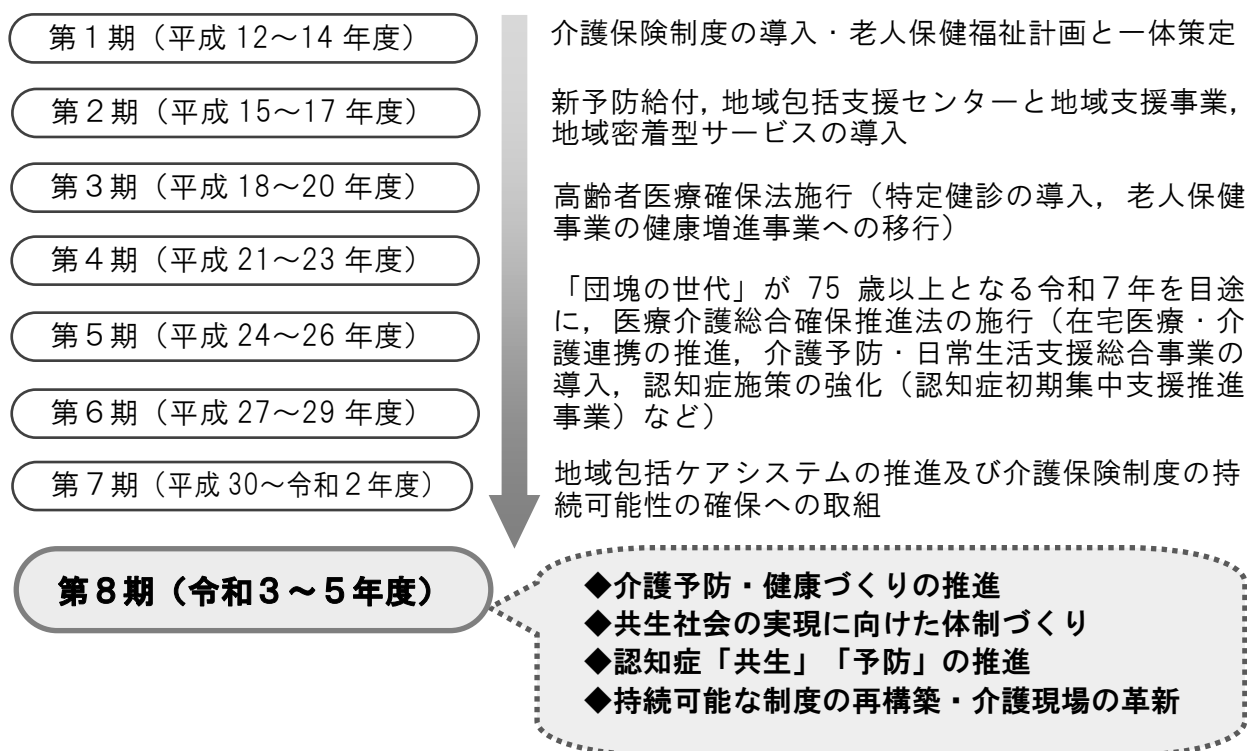 第１期（平成 12～14 年度）
介護保険制度の導入・老人保健福祉計画と一体策定
第２期（平成 15～17 年度）
新予防給付，地域包括支援センターと地域支援事業，
地域密着型サービスの導入
第３期（平成 18～20 年度）
高齢者医療確保法施行（特定健診の導入，老人保健
事業の健康増進事業への移行）
第４期（平成 21～23 年度）
「団塊の世代」が 75 歳以上となる令和７年を目途
に，医療介護総合確保推進法の施行（在宅医療・介
護連携の推進，介護予防・日常生活支援総合事業の
導入，認知症施策の強化（認知症初期集中支援推進
事業）など）
第５期（平成 24～26 年度）
第６期（平成 27～29 年度）
第７期（平成 30～令和２年度）
地域包括ケアシステムの推進及び介護保険制度の持
続可能性の確保への取組
第８期（令和３～５年度）
◆介護予防・健康づくりの推進
◆共生社会の実現に向けた体制づくり
◆認知症「共生」「予防」の推進
◆持続可能な制度の再構築・介護現場の革新